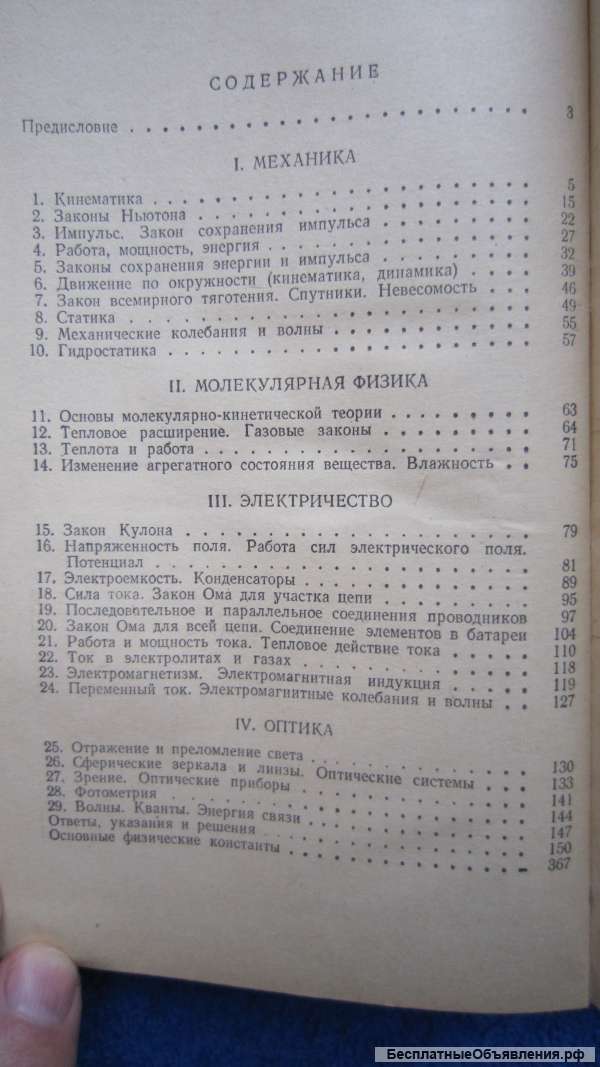 СОДЕРЖАНИЕ
Предисловие . . . . . . . . . . . . . . . . . . . . 3
I. МЕХАНИКА
1. Кинематика . . . . . . . . . . . . . . . . . . 5
2. Законы Ньютона . . . . . . . . . . . . . . . . 15
3. Импульс. Закон сохранения импульса . . . . . . . 22
4. Работа, мощность, энергия . . . . . . . . . . . 27
5. Законы сохранения энергии и импульса . . . . . . 32
6. Движение по окружности (кинематика, динамика) . . . 39
7. Закон всемирного тяготения. Спутники. Невесомость . . . 46
8. Статика . . . . . . . . . . . . . . . . . . . 49
9. Механические колебания и волны . . . . . . . . . 55
10. Гидростатика . . . . . . . . . . . . . . . . . 57
II. МОЛЕКУЛЯРНАЯ ФИЗИКА
11. Основы молекулярно-кинетической теории . . . . . . 63
12. Тепловое расширение. Газовые законы . . . . . . . 64
13. Теплота и работа . . . . . . . . . . . . . . . 71
14. Изменение агрегатного состояния вещества. Влажность . . 75
III. ЭЛЕКТРИЧЕСТВО
15. Закон Кулона . . . . . . . . . . . . . . . . . 79
16. Напряженность поля. Работа сил электрического поля.
Потенциал . . . . . . . . . . . . . . . . . . 81
17. Электроемкость. Конденсаторы . . . . . . . . . . 89
18. Сила тока. Закон Ома для участка цепи . . . . . . 95
19. Последовательное и параллельное соединения проводников 97
20. Закон Ома для всей цепи. Соединение элементов в батареи 104
21. Работа и мощность тока. Тепловое действие тока . . . . 110
22. Ток в электролитах и газах . . . . . . . . . . . 118
23. Электромагнетизм. Электромагнитная индукция . . . . 119
24. Переменный ток. Электромагнитные колебания и волны . . 127
IV. ОПТИКА
25. Отражение и преломление света . . . . . . . . . . 130
26. Сферические зеркала и линзы. Оптические системы . . . 133
27. Зрение. Оптические приборы . . . . . . . . . . . 141
28. Фотометрия . . . . . . . . . . . . . . . . . . 144
29. Волны. Кванты. Энергия связи . . . . . . . . . . 147
Ответы, указания и решения . . . . . . . . . . . . 150
Основные физические константы . . . . . . . . . . . 367
БесплатныеОбъявления.рф